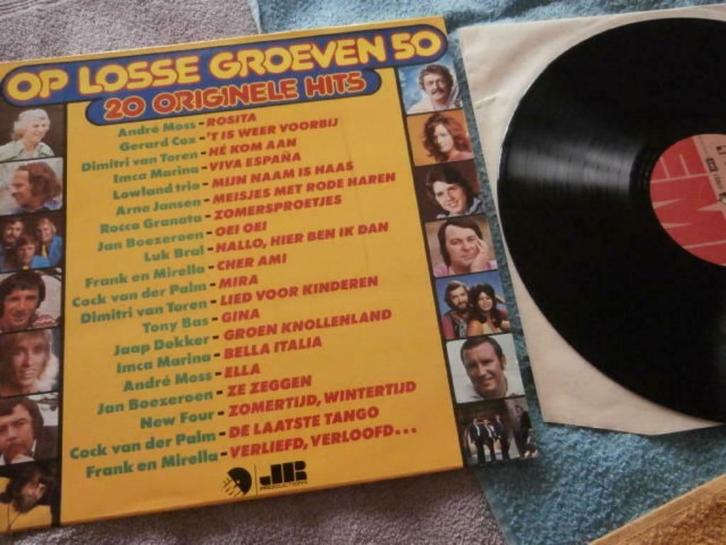 OP LOSSE GROEVEN 50
20 ORIGINELE HITS
André Moss - ROSITA
Gerard Cox - 'T IS WEER VOORBIJ
Dimitri van Toren - HÉ KOM AAN
Imca Marina - VIVA ESPAÑA
Lowland trio - MIJN NAAM IS HAAS
Arne Jansen - MEISJES MET RODE HAREN
Rocco Granata - ZOMERSPROETJES
Jan Boezeroen - OEI OEI
Luk Bral - HALLO, HIER BEN IK DAN
Frank en Mirella - CHER AMI
Cock van der Palm - MIRA
Dimitri van Toren - LIED VOOR KINDEREN
Tony Bas - GINA
Jaap Dekker - GROEN KNOLLENLAND
Imca Marina - BELLA ITALIA
André Moss - ELLA
Jan Boezeroen - ZE ZEGGEN
New Four - ZOMERTIJD, WINTERTIJD
Cock van der Palm - DE LAATSTE TANGO
Frank en Mirella - VERLIEFD, VERLOOFD...
JR
PRODUCTIONS
EMI